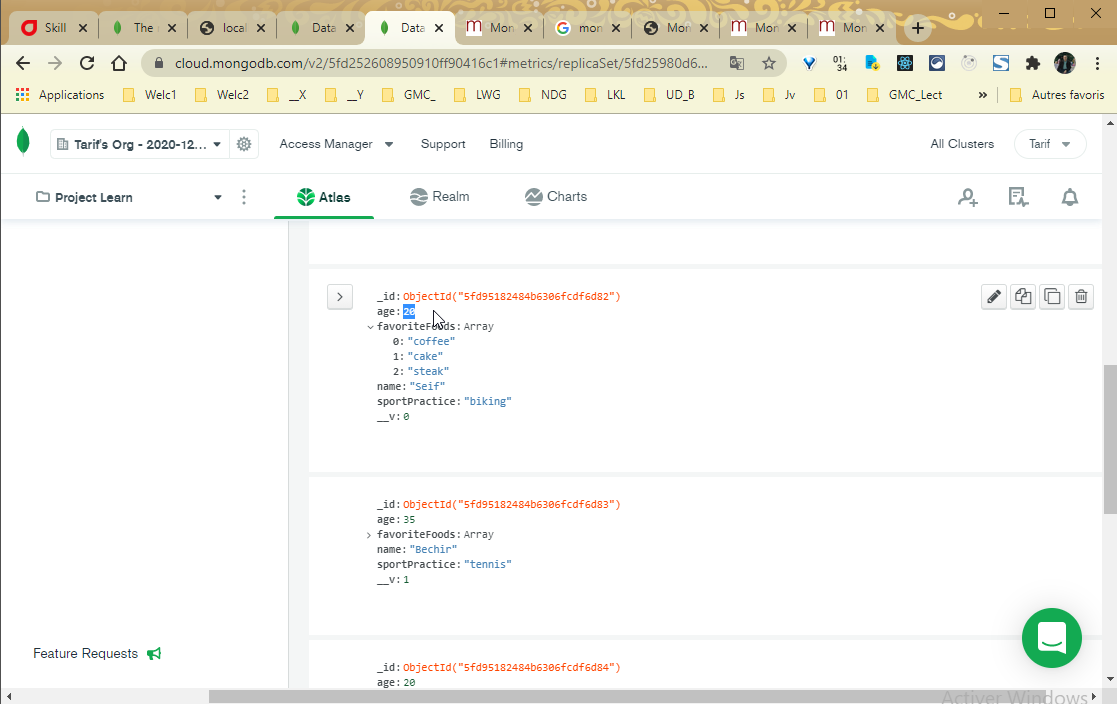 Skill
The
local
Data
Data
Mon
mon
Mon
Mon
Mon
cloud.mongodb.com/v2/5fd252608950910ff90416c1#metrics/replicaSet/5fd25980d6...
01:
34
Applications
Welc1
Welc2
__X
__Y
GMC_
LWG
NDG
LKL
UD_B
Js
Jv
01
GMC_Lect
»
Autres favoris
Tarif's Org - 2020-12...
Access Manager
Support
Billing
All Clusters
Tarif
Project Learn
Atlas
Realm
Charts
_id: ObjectId("5fd95182484b6306fcdf6d82")
age: 20
favoriteFoods: Array
0: "coffee"
1: "cake"
2: "steak"
name: "Seif"
sportPractice: "biking"
__v: 0
_id: ObjectId("5fd95182484b6306fcdf6d83")
age: 35
favoriteFoods: Array
name: "Bechir"
sportPractice: "tennis"
__v: 1
Feature Requests
_id: ObjectId("5fd95182484b6306fcdf6d84")
age: 20
Activer Windows